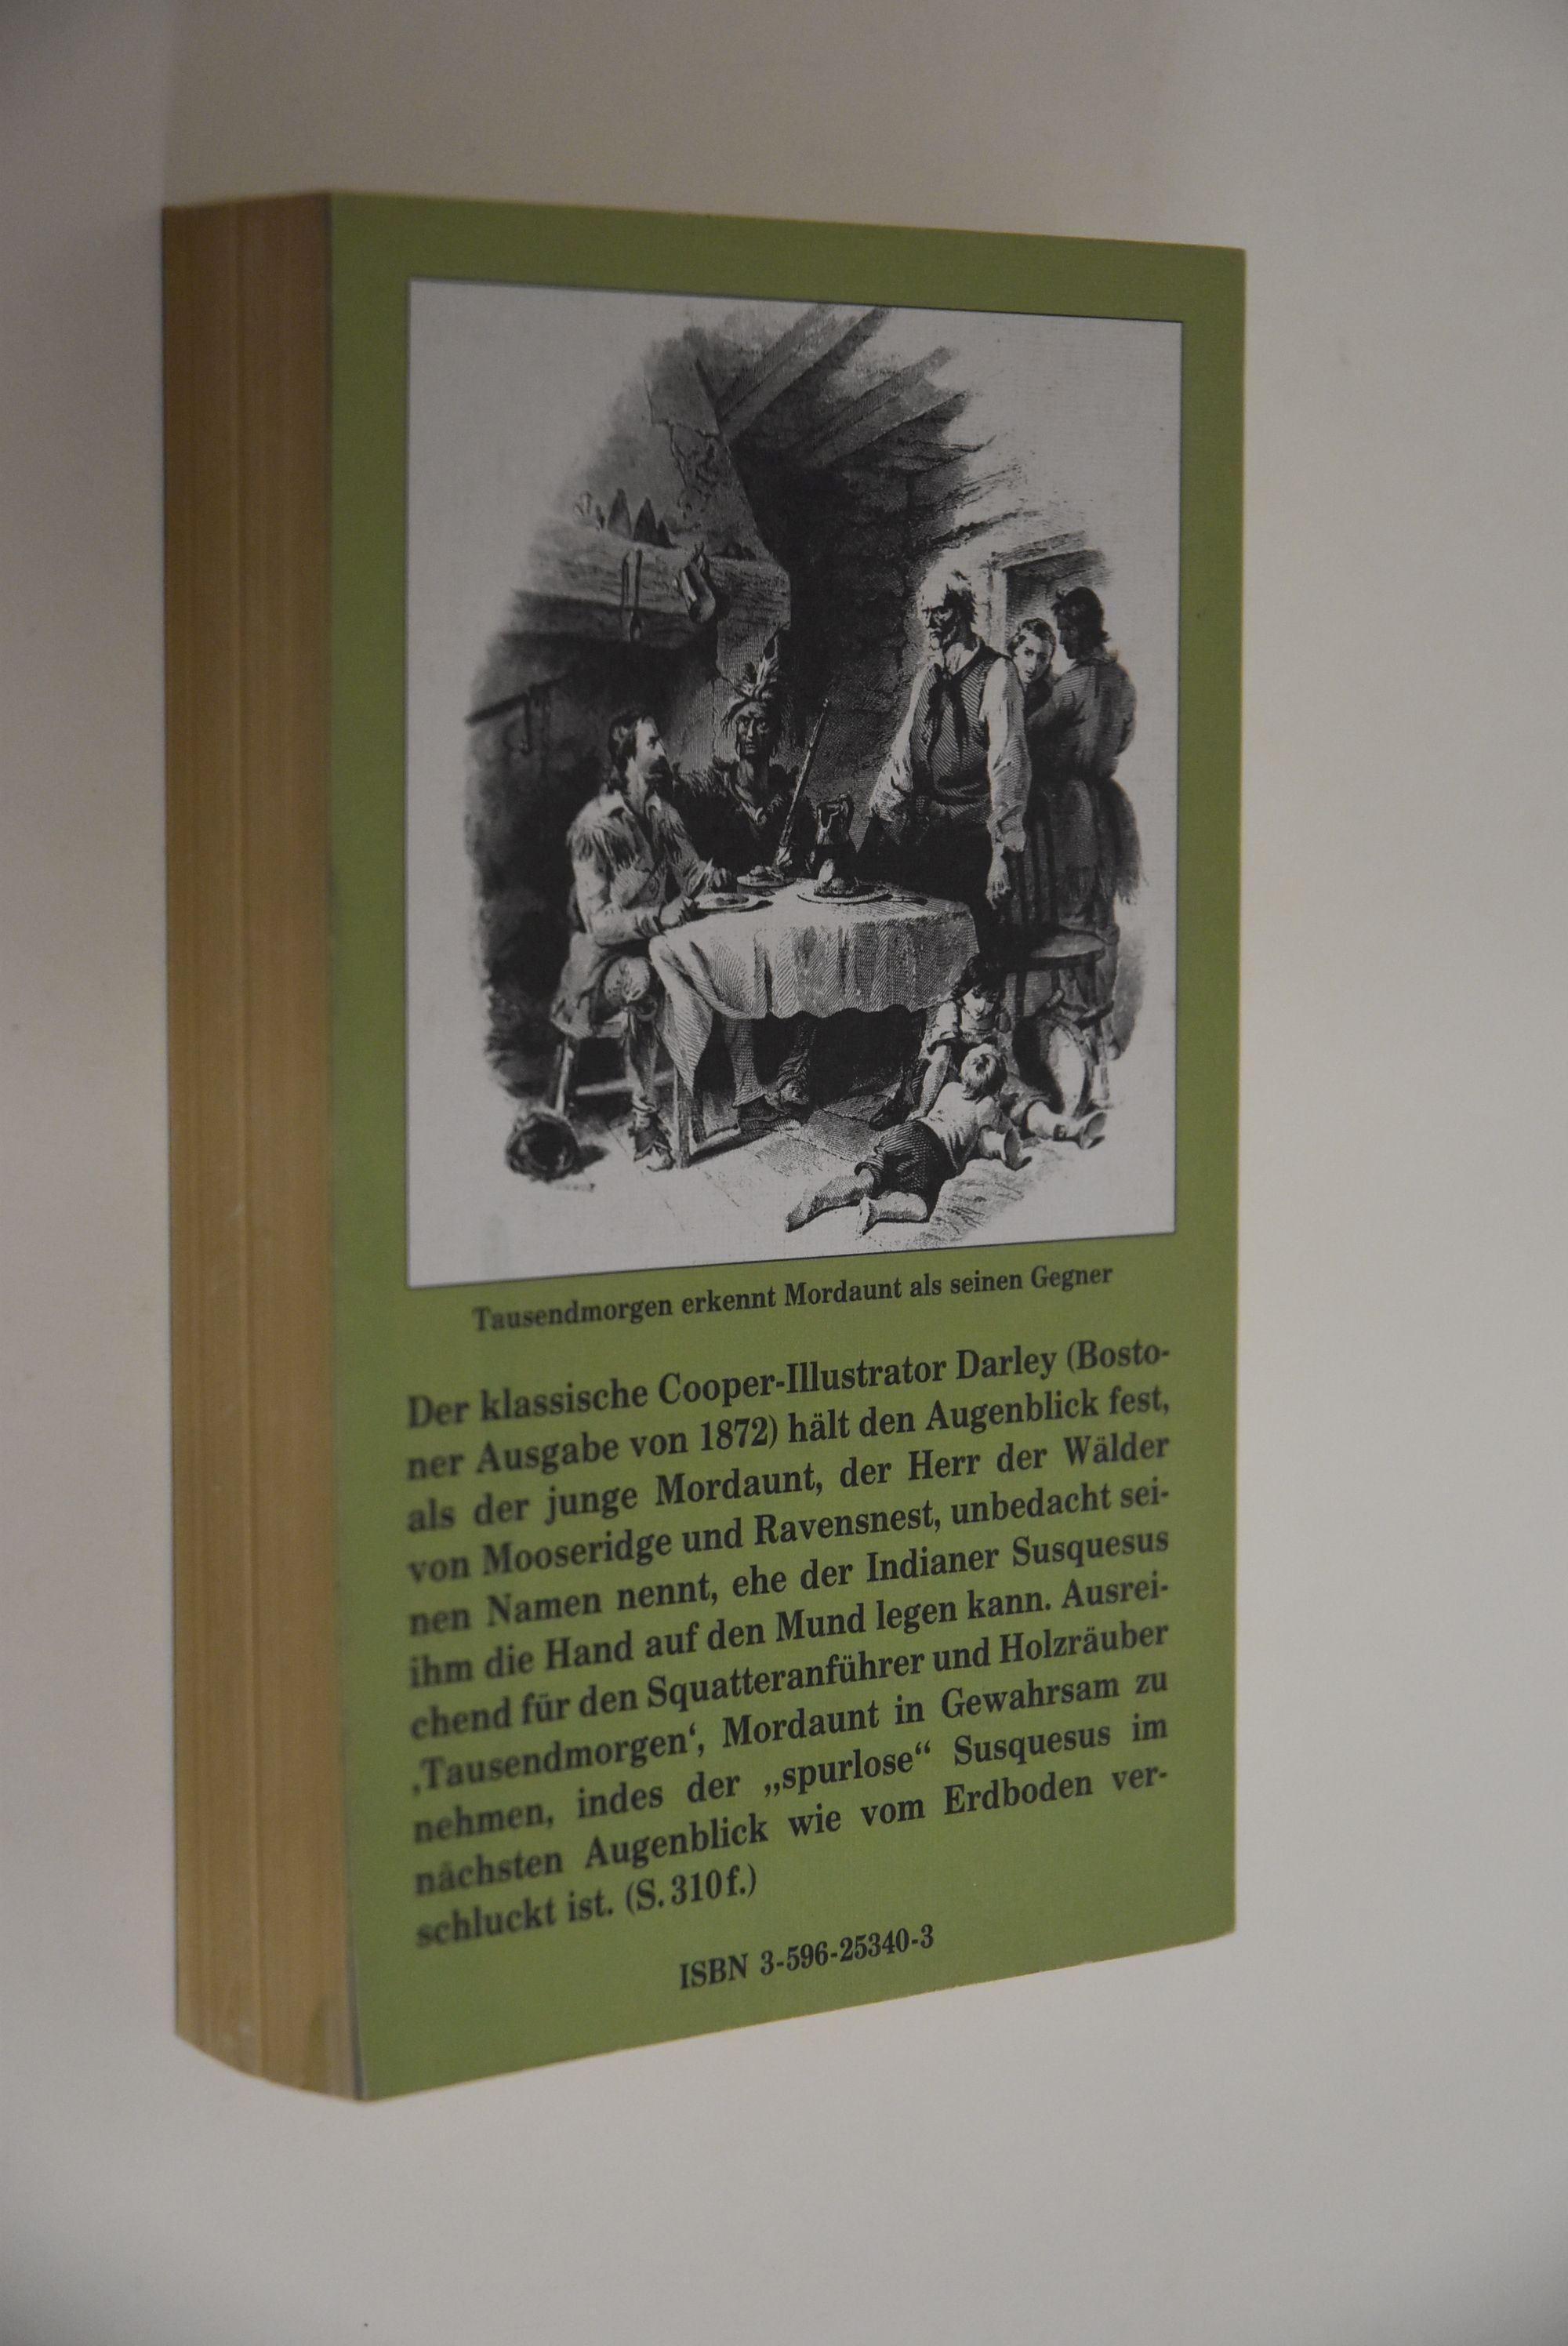 Tausendmorgen erkennt Mordaunt als seinen Gegner
Der klassische Cooper-Illustrator Darley (Bosto-
ner Ausgabe von 1872) hält den Augenblick fest,
als der junge Mordaunt, der Herr der Wälder
von Mooseridge und Ravensnest, unbedacht sei-
nen Namen nennt, ehe der Indianer Susquesus
ihm die Hand auf den Mund legen kann. Ausrei-
chend für den Squatteranführer und Holzräuber
‚Tausendmorgen‘, Mordaunt in Gewahrsam zu
nehmen, indes der „spurlose“ Susquesus im
nächsten Augenblick wie vom Erdboden ver-
schluckt ist. (S. 310 f.)
ISBN 3-596-25340-3